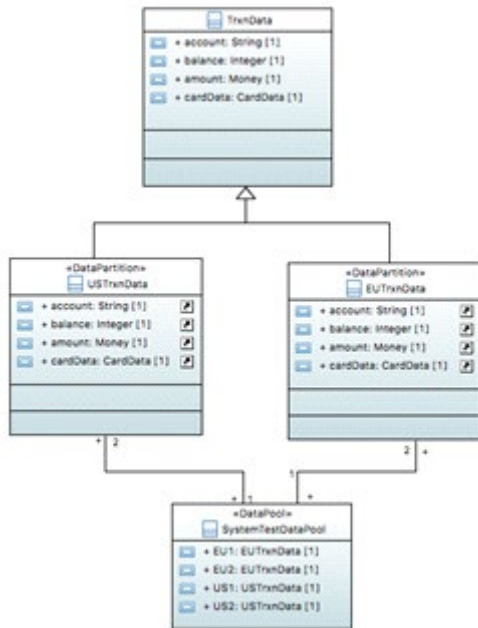 TrxnData
+ account: String [1]
+ balance: Integer [1]
+ amount: Money [1]
+ cardData: CardData [1]
«DataPartition»
USTrxnData
+ account: String [1]
+ balance: Integer [1]
+ amount: Money [1]
+ cardData: CardData [1]
«DataPartition»
EUTrxnData
+ account: String [1]
+ balance: Integer [1]
+ amount: Money [1]
+ cardData: CardData [1]
+ 2
2 +
+ 1
1 +
«DataPool»
SystemTestDataPool
+ EU1: EUTrxnData [1]
+ EU2: EUTrxnData [1]
+ US1: USTrxnData [1]
+ US2: USTrxnData [1]